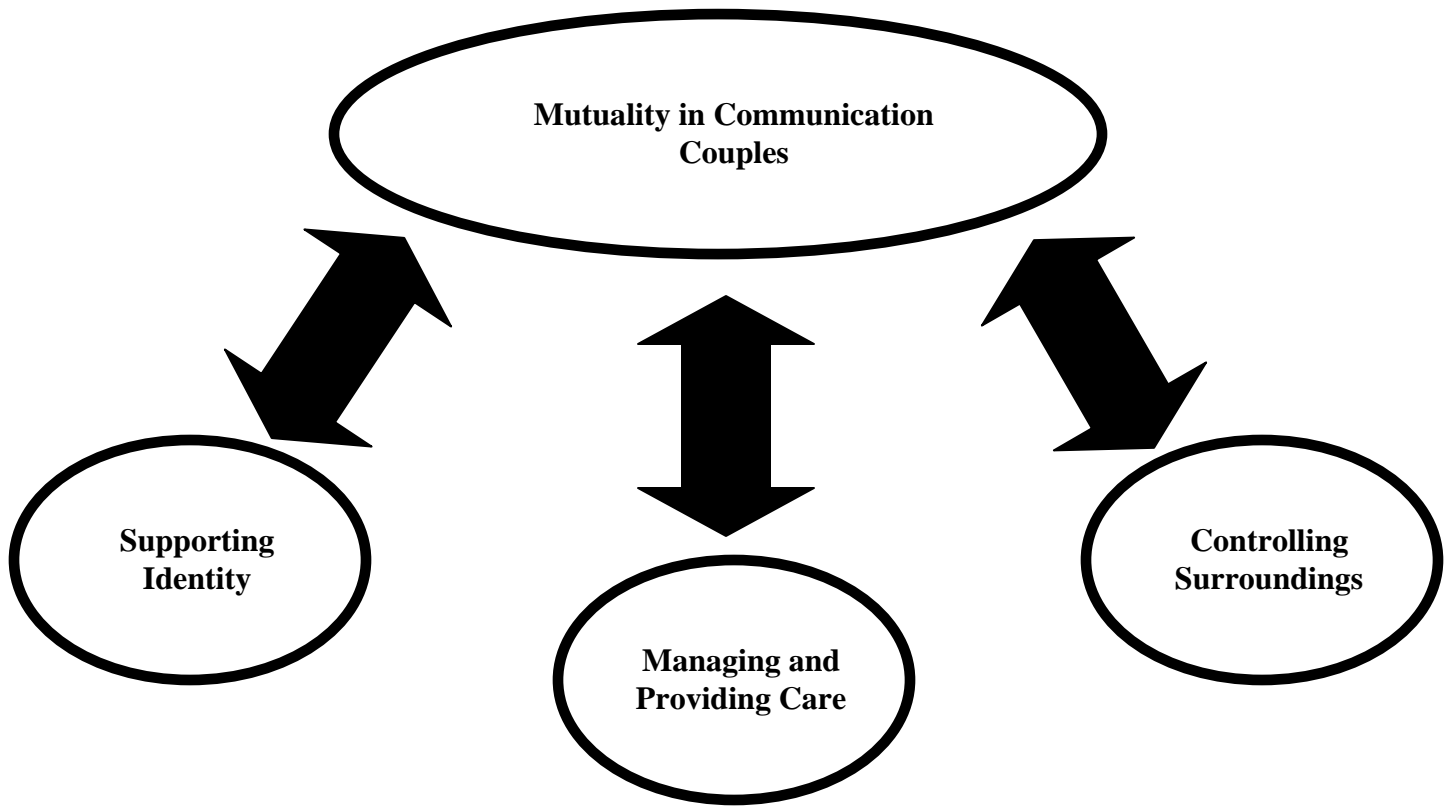 Mutuality in Communication
Couples
Supporting
Identity
Managing and
Providing Care
Controlling
Surroundings